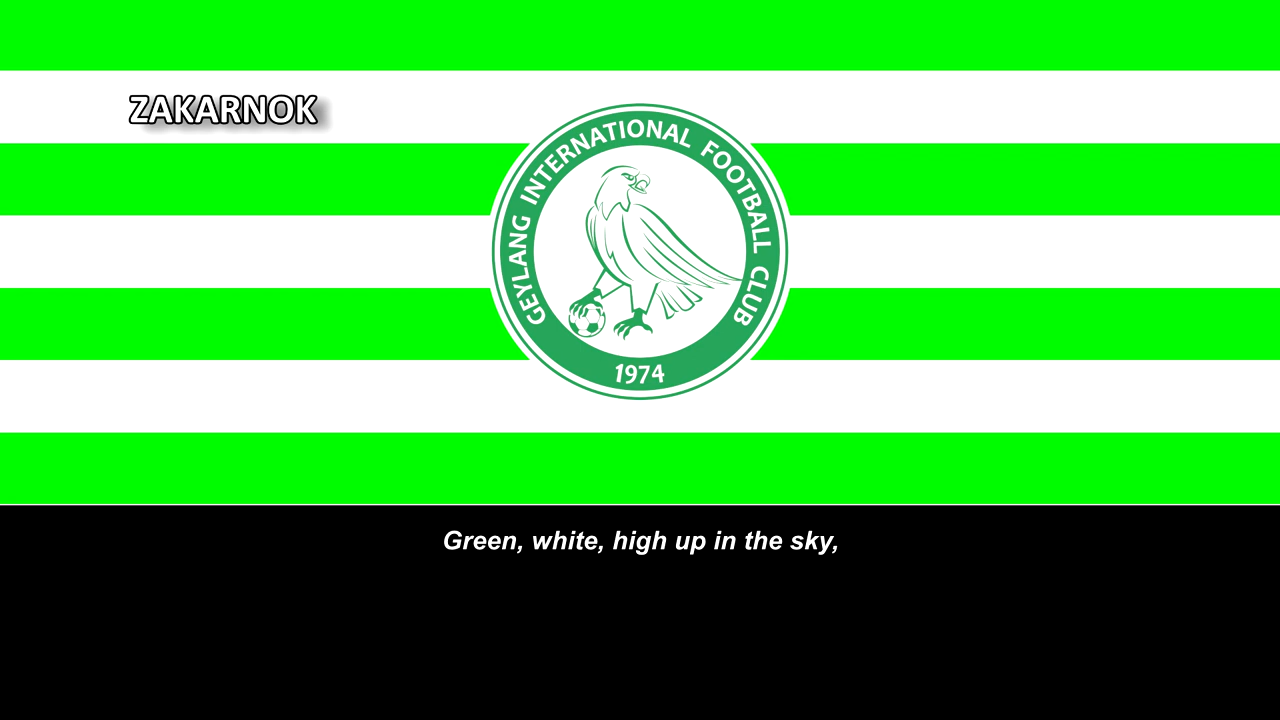 ZAKARNOK
GEYLANG INTERNATIONAL FOOTBALL CLUB
1974
Green, white, high up in the sky,